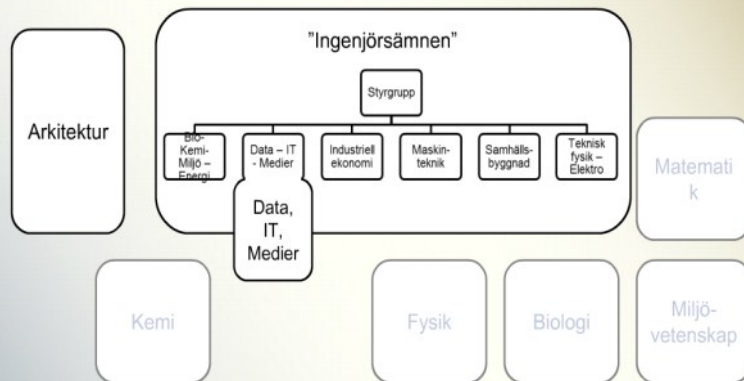 ”Ingenjörsämnen”
Styrgrupp
Arkitektur
Bio-
Kemi-
Miljö –
Energi
Data – IT
- Medier
Industriell
ekonomi
Maskin-
teknik
Samhälls-
byggnad
Teknisk
fysik –
Elektro
Data,
IT,
Medier
Matemati
k
Kemi
Fysik
Biologi
Miljö-
vetenskap